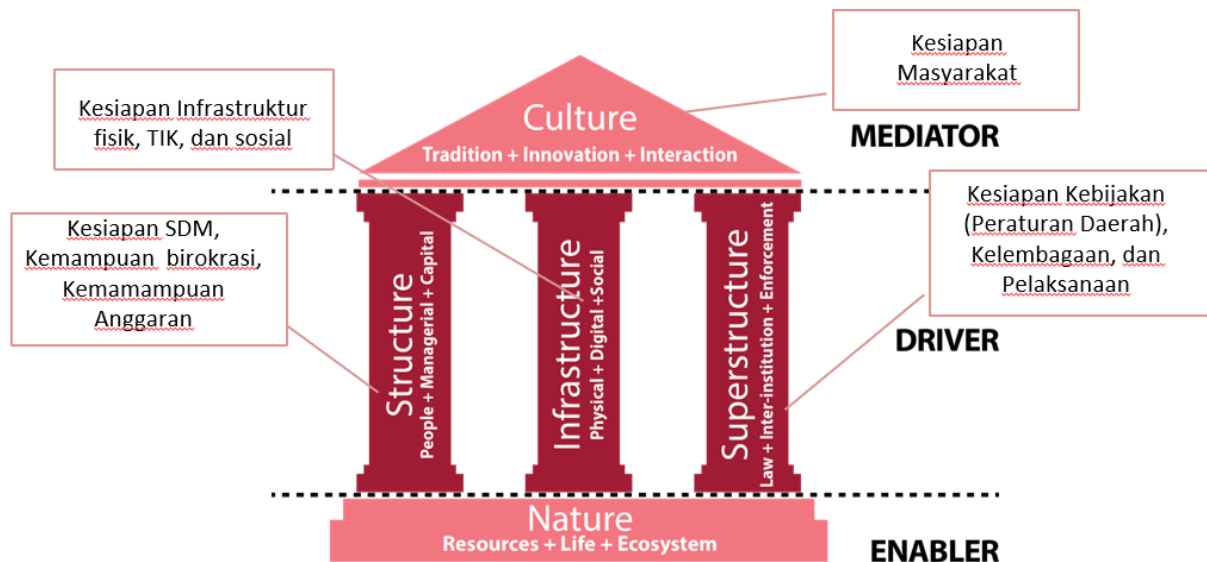 Kesiapan
Masyarakat
Kesiapan Infrastruktur
fisik, TIK, dan sosial
Culture
Tradition + Innovation + Interaction
MEDIATOR
Kesiapan SDM,
Kemampuan birokrasi,
Kemamampuan
Anggaran
Structure
People + Managerial + Capital
Infrastructure
Physical + Digital +Social
Superstructure
Law + Inter-institution + Enforcement
Kesiapan Kebijakan
(Peraturan Daerah),
Kelembagaan, dan
Pelaksanaan
DRIVER
Nature
Resources + Life + Ecosystem
ENABLER